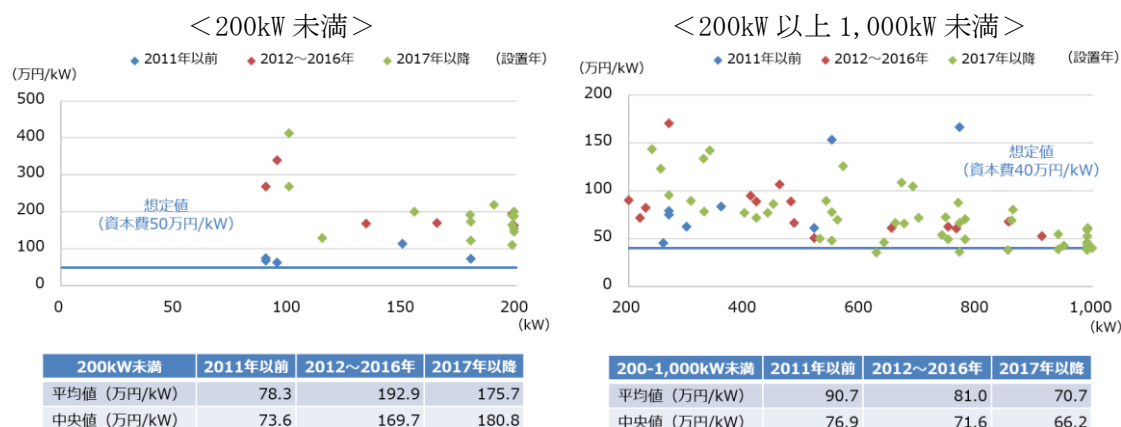 ＜200kW 未満＞
◆ 2011年以前 ◆ 2012～2016年 ◆ 2017年以降 (設置年)
(万円/kW)
500
400
300
200
100
0
想定値
(資本費50万円/kW)
0 50 100 150 200
(kW)
200kW未満 2011年以前 2012～2016年 2017年以降
平均値（万円/kW） 78.3 192.9 175.7
中央値（万円/kW） 73.6 169.7 180.8
＜200kW 以上 1,000kW 未満＞
◆ 2011年以前 ◆ 2012～2016年 ◆ 2017年以降 (設置年)
(万円/kW)
200
150
100
50
0
想定値
(資本費40万円/kW)
200 400 600 800 1,000
(kW)
200-1,000kW未満 2011年以前 2012～2016年 2017年以降
平均値（万円/kW） 90.7 81.0 70.7
中央値（万円/kW） 76.9 71.6 66.2